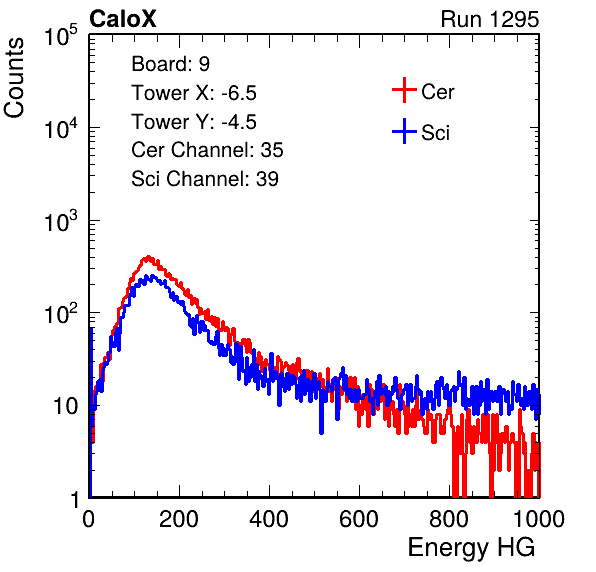 CaloX Run 1295
Counts
Board: 9
Tower X: -6.5
Tower Y: -4.5
Cer Channel: 35
Sci Channel: 39
Cer
Sci
10^5
10^4
10^3
10^2
10
1
0 200 400 600 800 1000
Energy HG